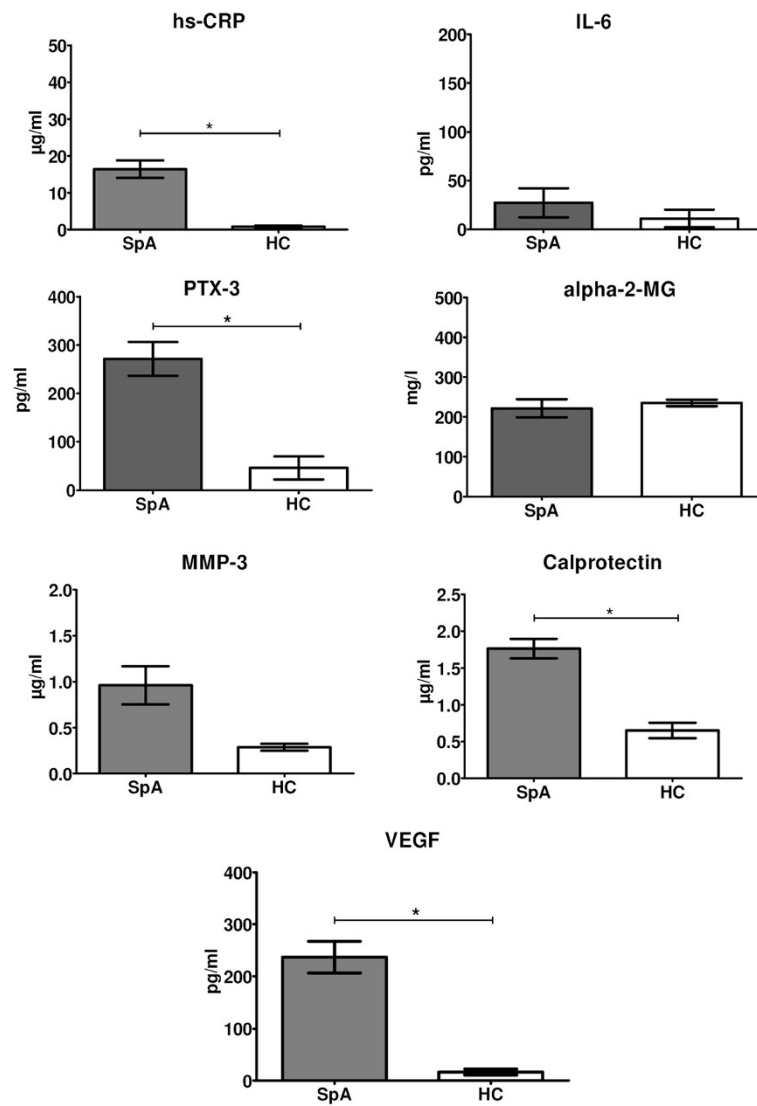 hs-CRP
50
40
30
20
10
0
µg/ml
*
SpA HC
IL-6
200
150
100
50
0
pg/ml
SpA HC
PTX-3
400
300
200
100
0
pg/ml
*
SpA HC
alpha-2-MG
500
400
300
200
100
0
mg/l
SpA HC
MMP-3
2.0
1.5
1.0
0.5
0.0
µg/ml
SpA HC
Calprotectin
2.5
2.0
1.5
1.0
0.5
0.0
µg/ml
*
SpA HC
VEGF
400
300
200
100
0
pg/ml
*
SpA HC